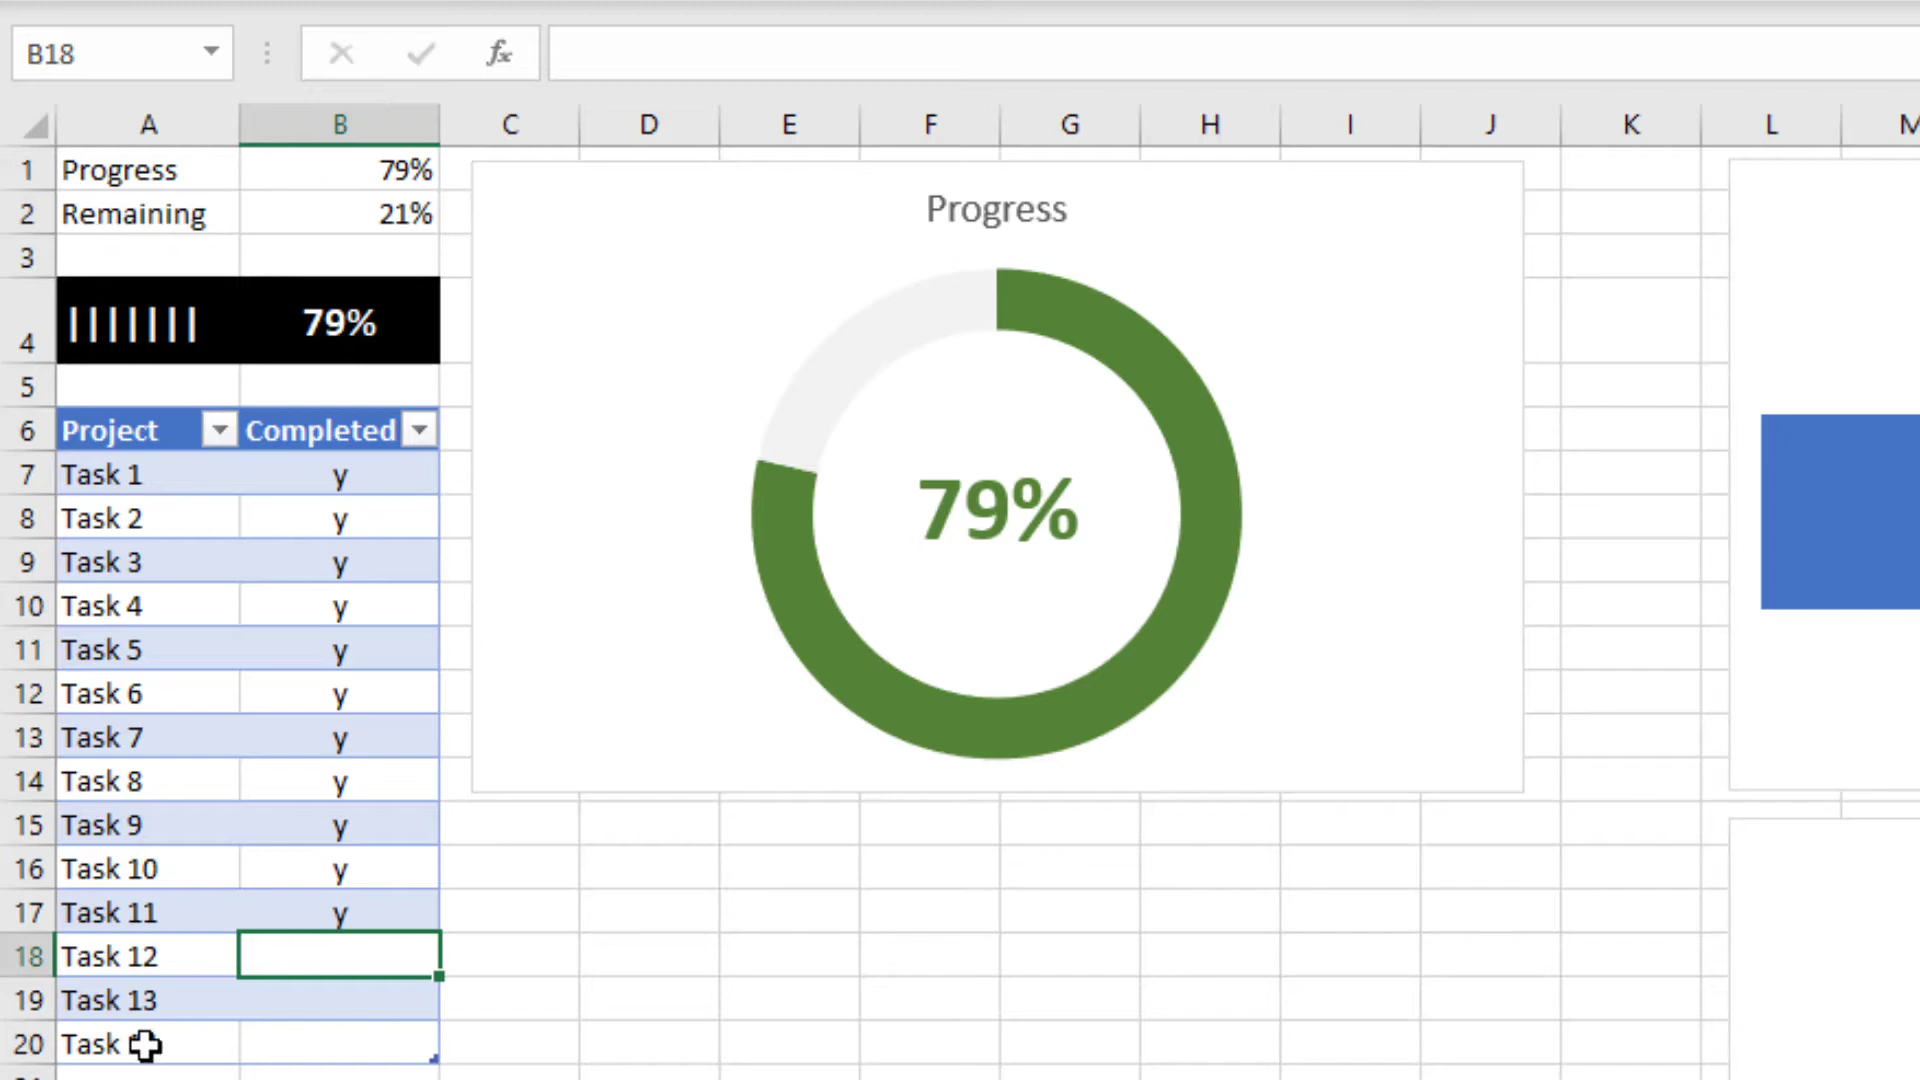 B18
fx
A B C D E F G H I J K L M
1 Progress 79%
2 Remaining 21%
3
4 ||||||| 79%
5
6 Project Completed
7 Task 1 y
8 Task 2 y
9 Task 3 y
10 Task 4 y
11 Task 5 y
12 Task 6 y
13 Task 7 y
14 Task 8 y
15 Task 9 y
16 Task 10 y
17 Task 11 y
18 Task 12
19 Task 13
20 Task
Progress
79%